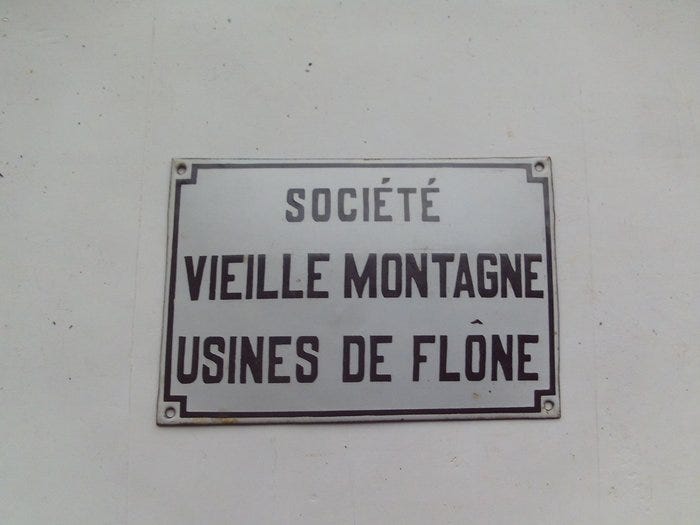 SOCIÉTÉ
VIEILLE MONTAGNE
USINES DE FLÔNE